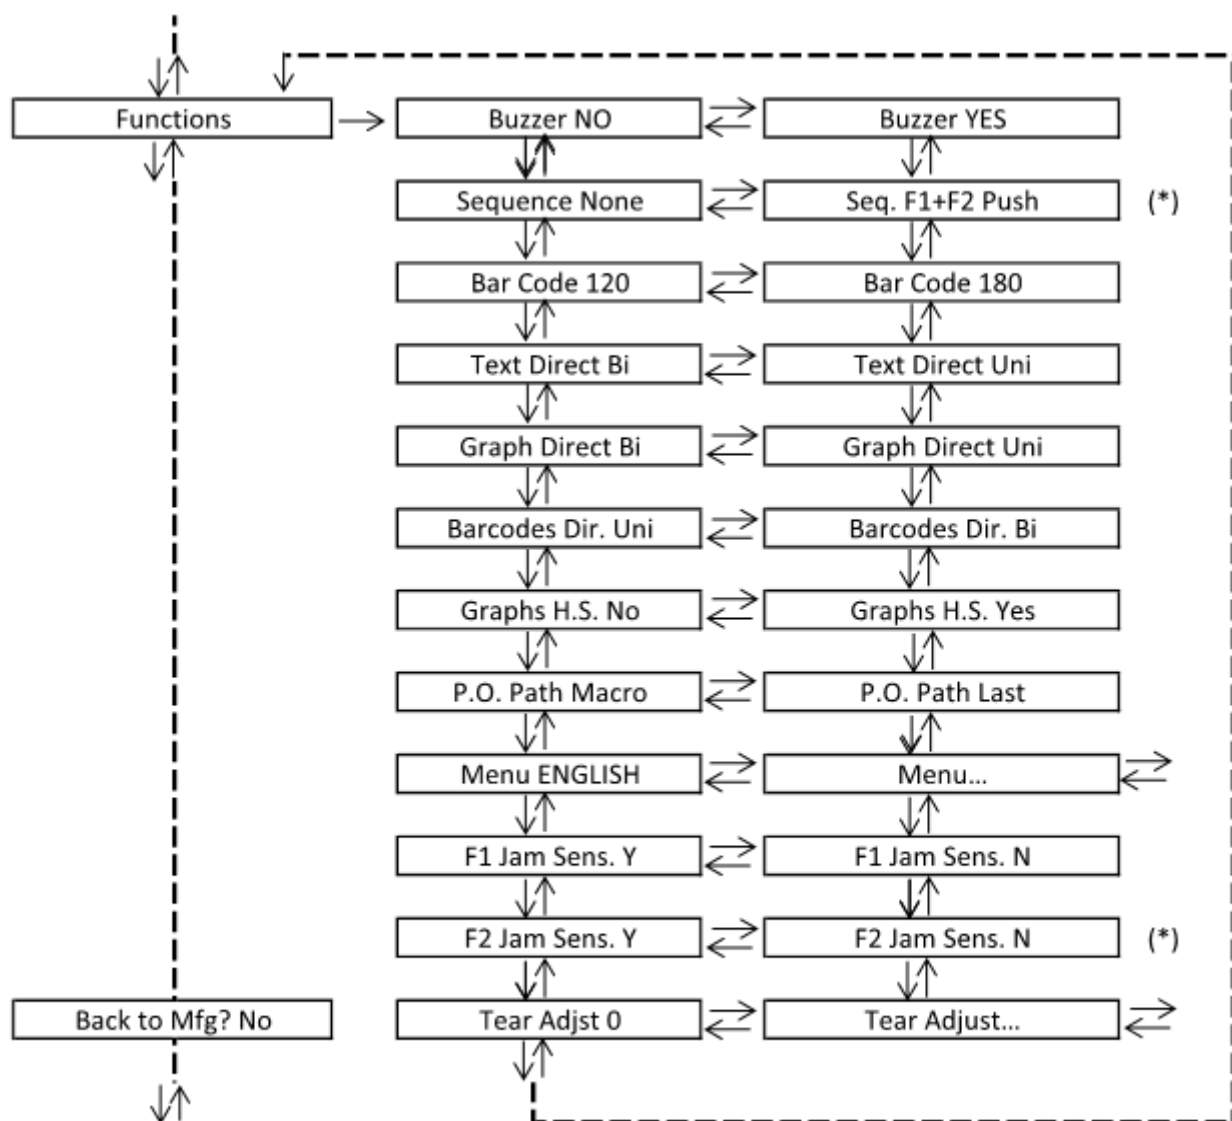 Functions
Buzzer NO
Buzzer YES
Sequence None
Seq. F1+F2 Push
(*)
Bar Code 120
Bar Code 180
Text Direct Bi
Text Direct Uni
Graph Direct Bi
Graph Direct Uni
Barcodes Dir. Uni
Barcodes Dir. Bi
Graphs H.S. No
Graphs H.S. Yes
P.O. Path Macro
P.O. Path Last
Menu ENGLISH
Menu...
F1 Jam Sens. Y
F1 Jam Sens. N
F2 Jam Sens. Y
F2 Jam Sens. N
(*)
Back to Mfg? No
Tear Adjst 0
Tear Adjust...